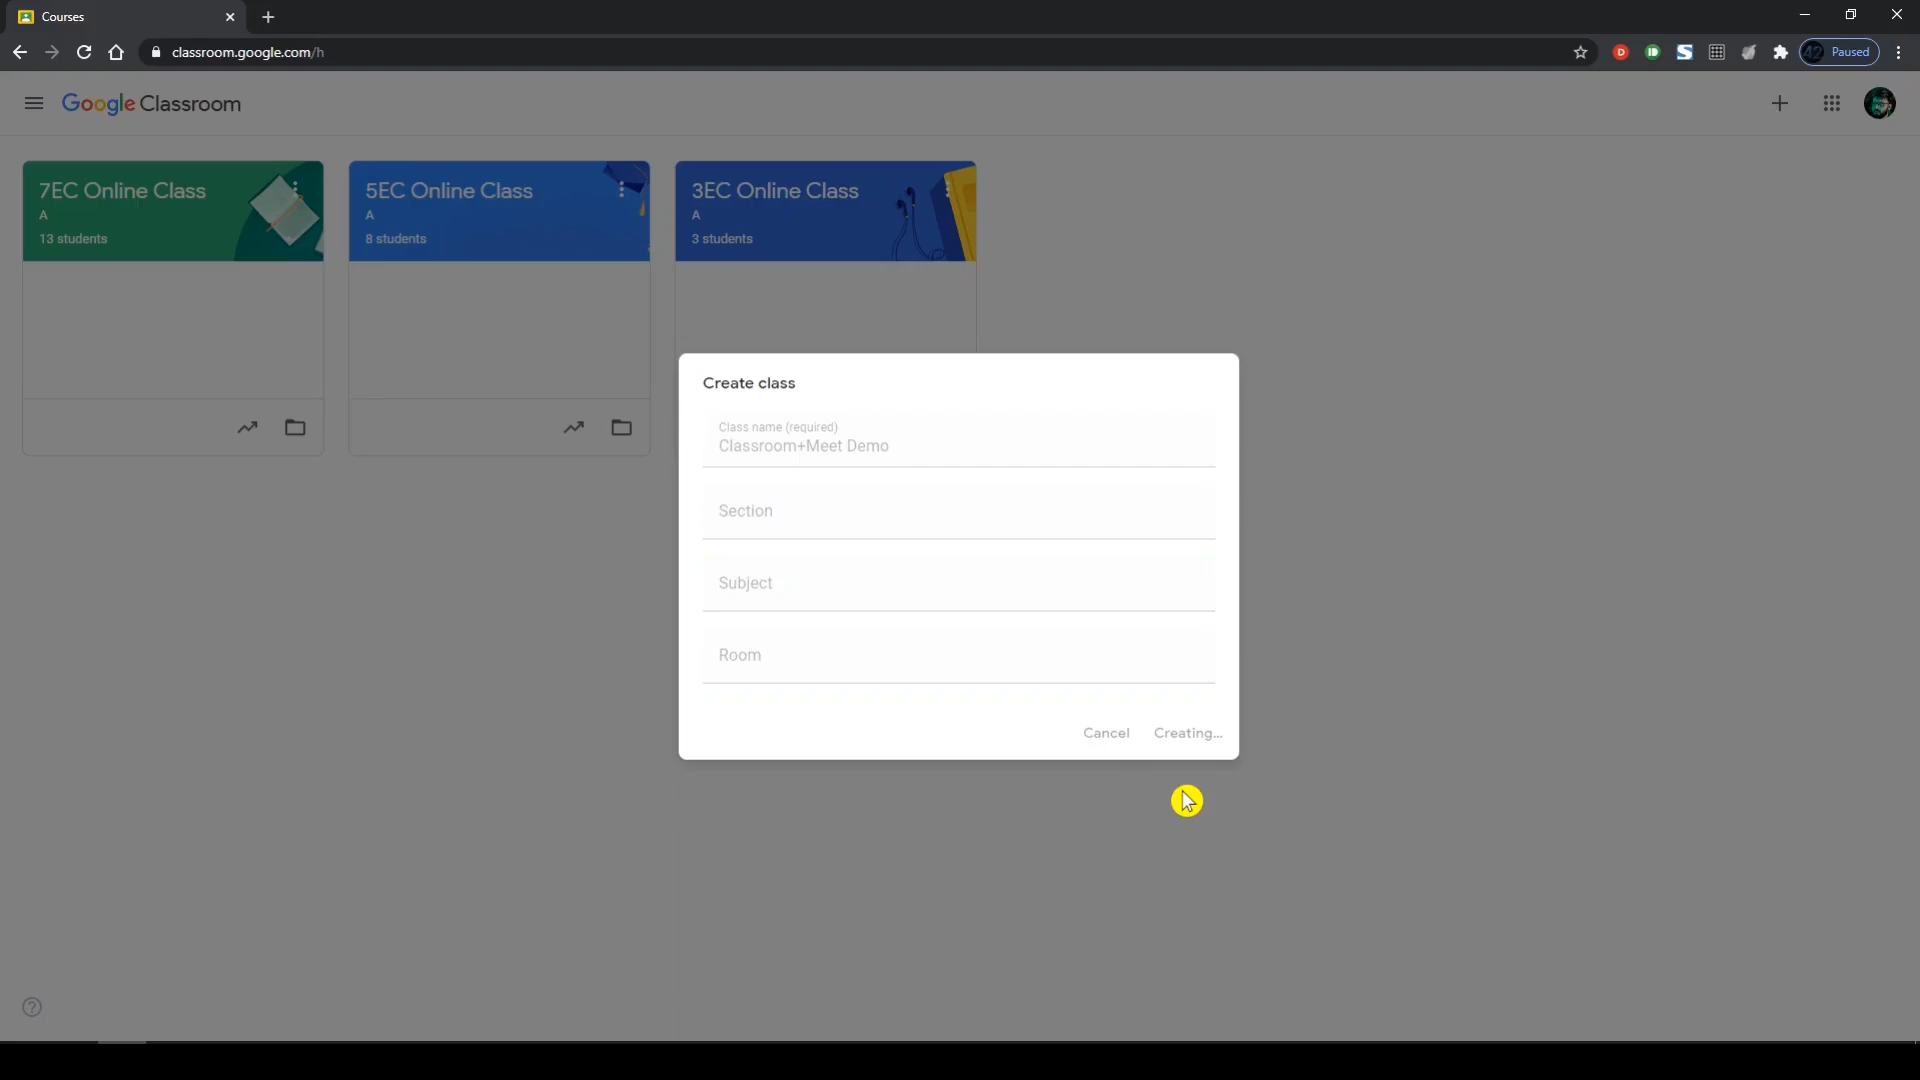 Courses
classroom.google.com/h
Paused
Google Classroom
7EC Online Class
A
13 students
5EC Online Class
A
8 students
3EC Online Class
A
3 students
Create class
Class name (required)
Classroom+Meet Demo
Section
Subject
Room
Cancel
Creating...